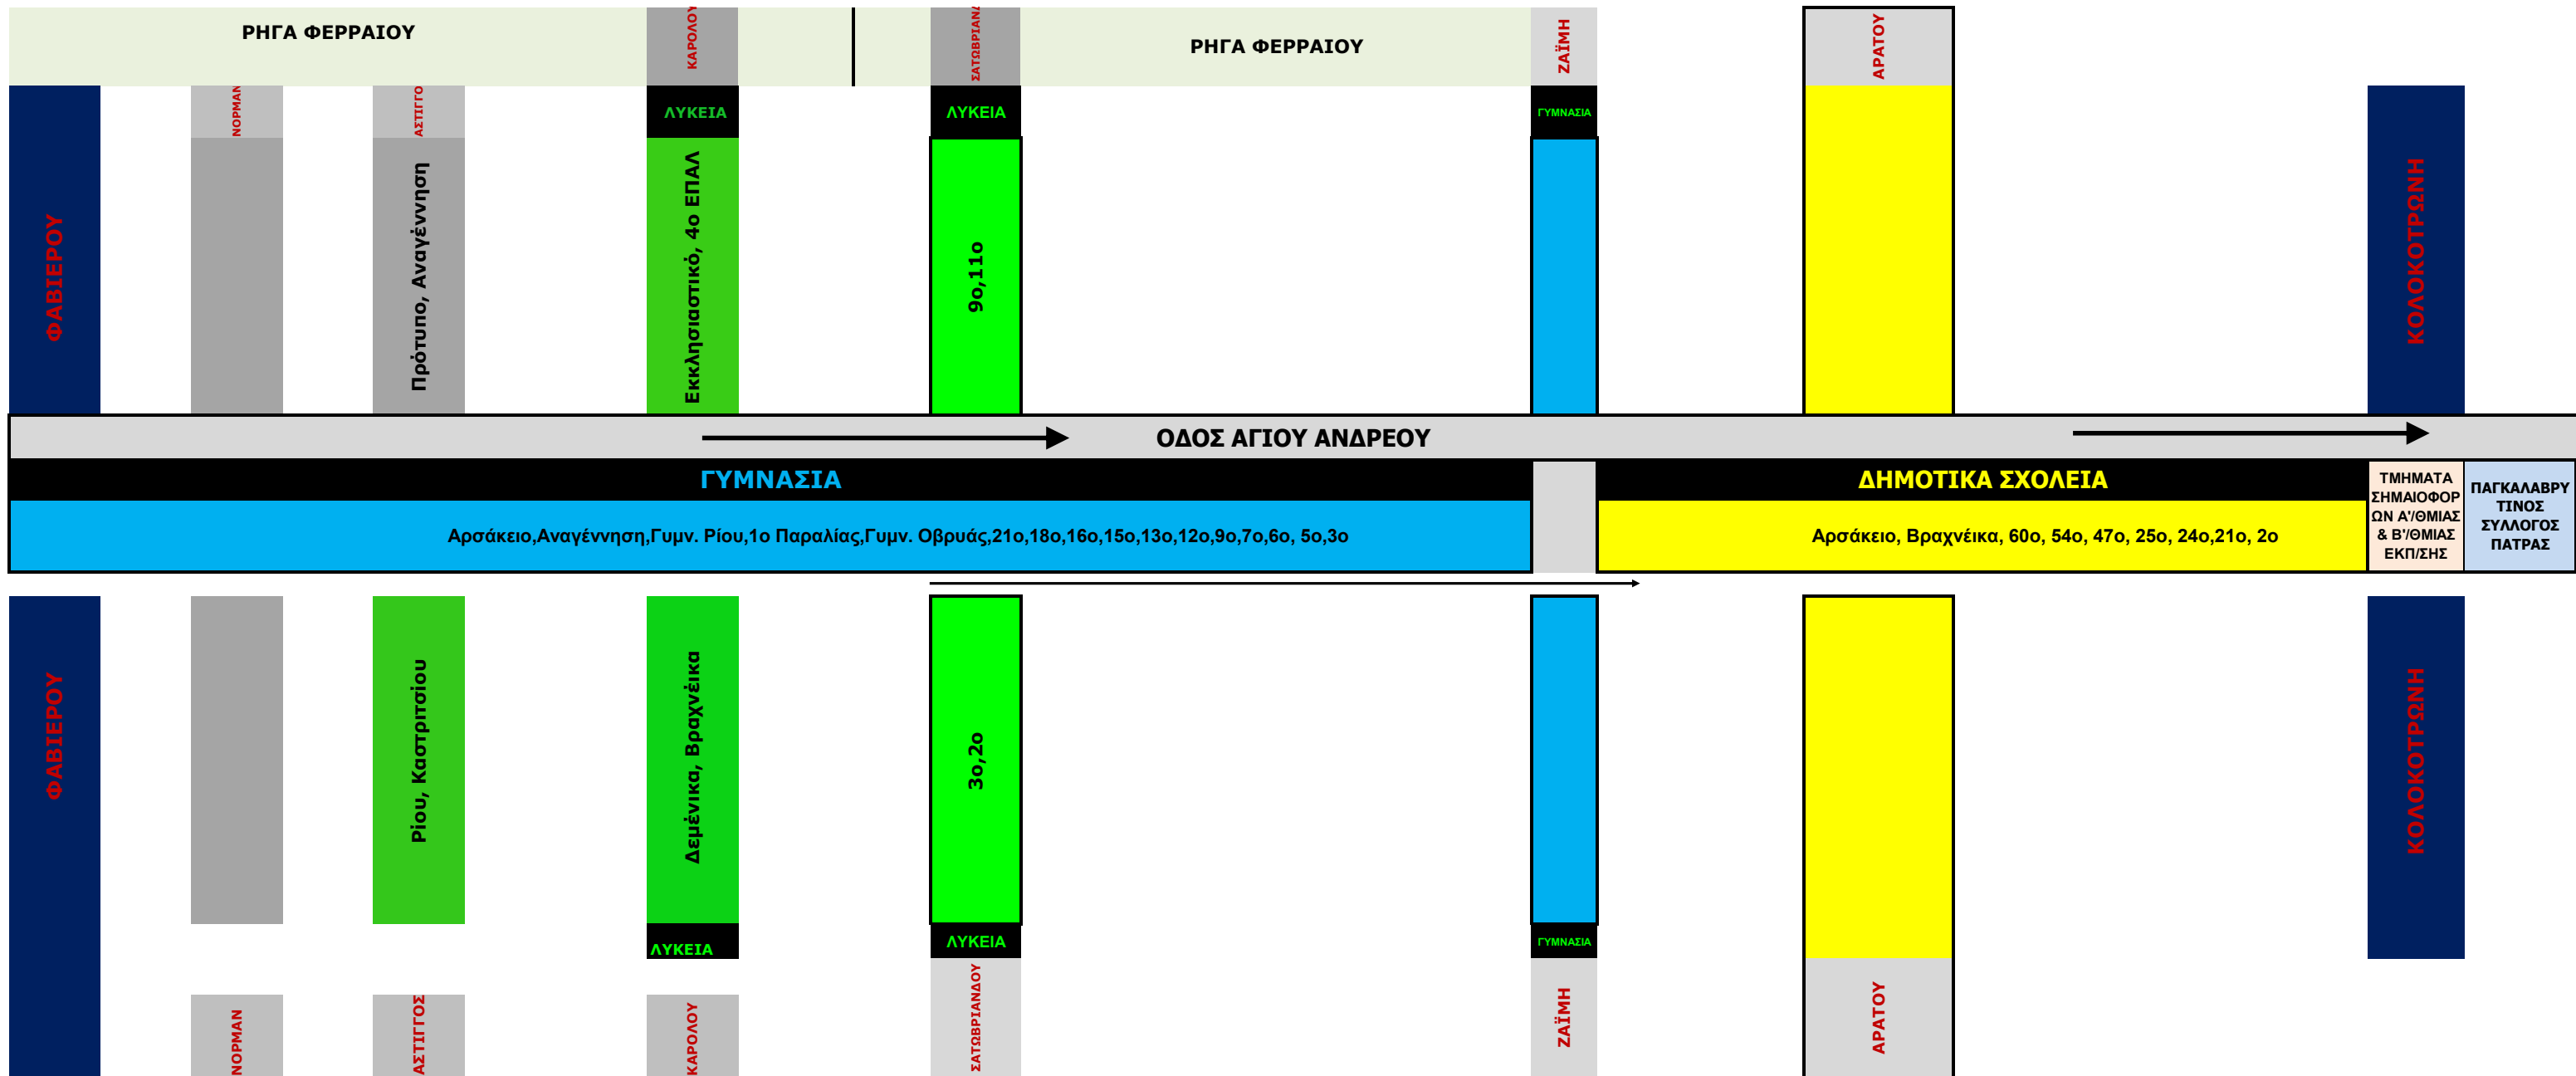 ΡΗΓΑ ΦΕΡΡΑΙΟΥ
ΚΑΡΟΛΟΥ
ΣΑΤΩΒΡΙΑΝΔ
ΡΗΓΑ ΦΕΡΡΑΙΟΥ
ΖΑΪΜΗ
ΑΡΑΤΟΥ
ΝΟΡΜΑΝ
ΑΣΤΙΓΓΟ
ΛΥΚΕΙΑ
ΛΥΚΕΙΑ
ΓΥΜΝΑΣΙΑ
ΦΑΒΙΕΡΟΥ
Πρότυπο, Αναγέννηση
Εκκλησιαστικό, 4ο ΕΠΑΛ
9ο,11ο
ΚΟΛΟΚΟΤΡΩΝΗ
ΟΔΟΣ ΑΓΙΟΥ ΑΝΔΡΕΟΥ
ΓΥΜΝΑΣΙΑ
Αρσάκειο,Αναγέννηση,Γυμν. Ρίου,1ο Παραλίας,Γυμν. Οβρυάς,21ο,18ο,16ο,15ο,13ο,12ο,9ο,7ο,6ο, 5ο,3ο
ΔΗΜΟΤΙΚΑ ΣΧΟΛΕΙΑ
Αρσάκειο, Βραχνέικα, 60ο, 54ο, 47ο, 25ο, 24ο,21ο, 2ο
ΤΜΗΜΑΤΑ
ΣΗΜΑΙΟΦΟΡ
ΩΝ Α'/ΘΜΙΑΣ
& Β'/ΘΜΙΑΣ
ΕΚΠ/ΣΗΣ
ΠΑΓΚΑΛΑΒΡΥ
ΤΙΝΟΣ
ΣΥΛΛΟΓΟΣ
ΠΑΤΡΑΣ
ΦΑΒΙΕΡΟΥ
Ρίου, Καστριτσίου
Δεμένικα, Βραχνέικα
3ο,2ο
ΚΟΛΟΚΟΤΡΩΝΗ
ΛΥΚΕΙΑ
ΛΥΚΕΙΑ
ΓΥΜΝΑΣΙΑ
ΝΟΡΜΑΝ
ΑΣΤΙΓΓΟΣ
ΚΑΡΟΛΟΥ
ΣΑΤΩΒΡΙΑΝΔΟΥ
ΖΑΪΜΗ
ΑΡΑΤΟΥ